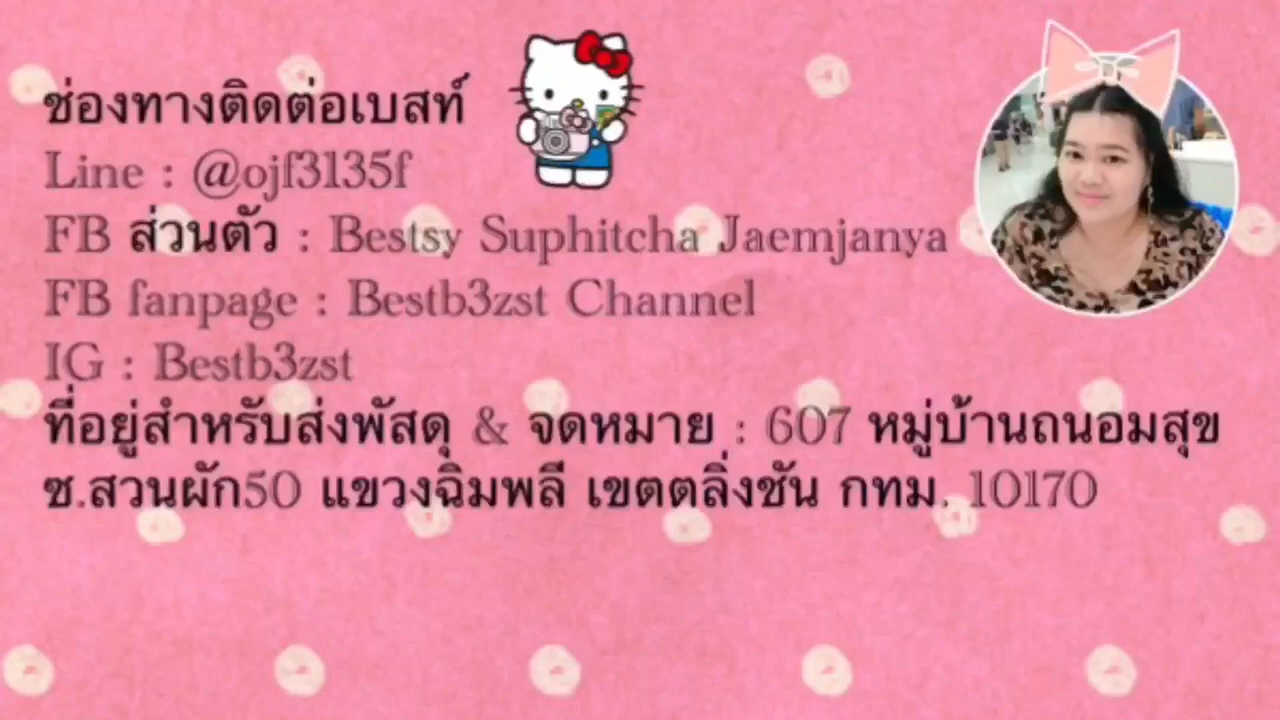 ช่องทางติดต่อเบสท์
Line : @ojf3135f
FB ส่วนตัว : Bestsy Suphitcha Jaemjanya
FB fanpage : Bestb3zst Channel
IG : Bestb3zst
ที่อยู่สำหรับส่งพัสดุ & จดหมาย : 607 หมู่บ้านถนอมสุข
ซ.สวนผัก50 แขวงฉิมพลี เขตตลิ่งชัน กทม. 10170